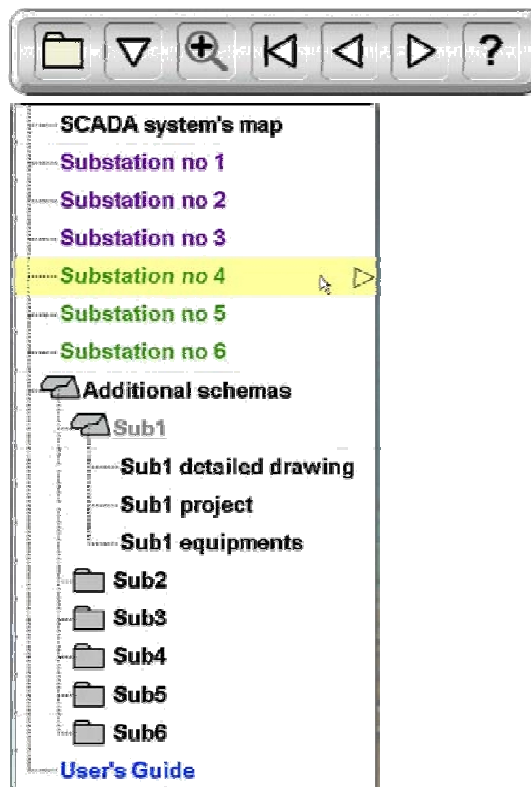 ?
SCADA system's map
Substation no 1
Substation no 2
Substation no 3
Substation no 4
Substation no 5
Substation no 6
Additional schemas
Sub1
Sub1 detailed drawing
Sub1 project
Sub1 equipments
Sub2
Sub3
Sub4
Sub5
Sub6
User's Guide